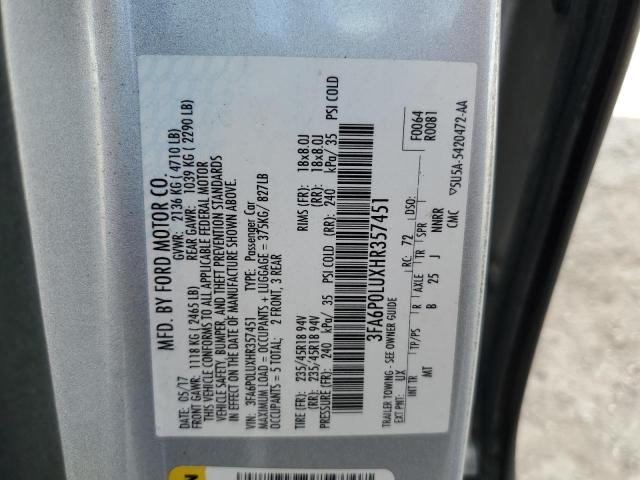 MFD. BY FORD MOTOR CO.
DATE: 05/17 GVWR: 2136 KG ( 4710 LB)
FRONT GAWR: 1118 KG ( 2465 LB) REAR GAWR: 1039 KG ( 2290 LB)
THIS VEHICLE CONFORMS TO ALL APPLICABLE FEDERAL MOTOR
VEHICLE SAFETY, BUMPER, AND THEFT PREVENTION STANDARDS
IN EFFECT ON THE DATE OF MANUFACTURE SHOWN ABOVE.
VIN: 3FA6P0LUXHR357451 TYPE: Passenger Car
MAXIMUM LOAD = OCCUPANTS + LUGGAGE = 375KG/ 827LB
OCCUPANTS = 5 TOTAL; 2 FRONT, 3 REAR
TIRE (FR): 235/45R18 94V RIMS (FR): 18x8.0J
TIRE (RR): 235/45R18 94V (RR): 18x8.0J
PRESSURE (FR): 240 kPa/ 35 PSI COLD (RR): 240 kPa/ 35 PSI COLD
3FA6P0LUXHR357451
TRAILER TOWING - SEE OWNER GUIDE F0064
EXT PNT: UX RC: 72 DSO: R0081
INT TR TP/PS R AXLE TR SPR
MT B 25 J NNRR
CMC ▽5U5A-5420472-AA